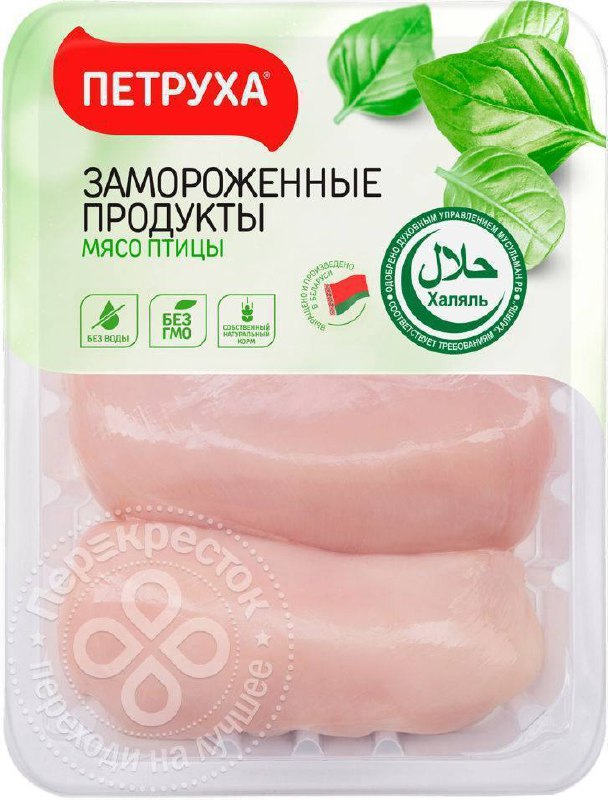 ПЕТРУХА®
ЗАМОРОЖЕННЫЕ
ПРОДУКТЫ
МЯСО ПТИЦЫ
БЕЗ ВОДЫ
БЕЗ
ГМО
СОБСТВЕННЫЙ
НАТУРАЛЬНЫЙ
КОРМ
ВЫРАЩЕНО И ПРОИЗВЕДЕНО
В БЕЛАРУСИ
ОДОБРЕНО ДУХОВНЫМ УПРАВЛЕНИЕМ МУСУЛЬМАН РБ
حلال
Халяль
СООТВЕТСТВУЕТ ТРЕБОВАНИЯМ "ХАЛЯЛЬ"
Перекресток
переходи на лучшее